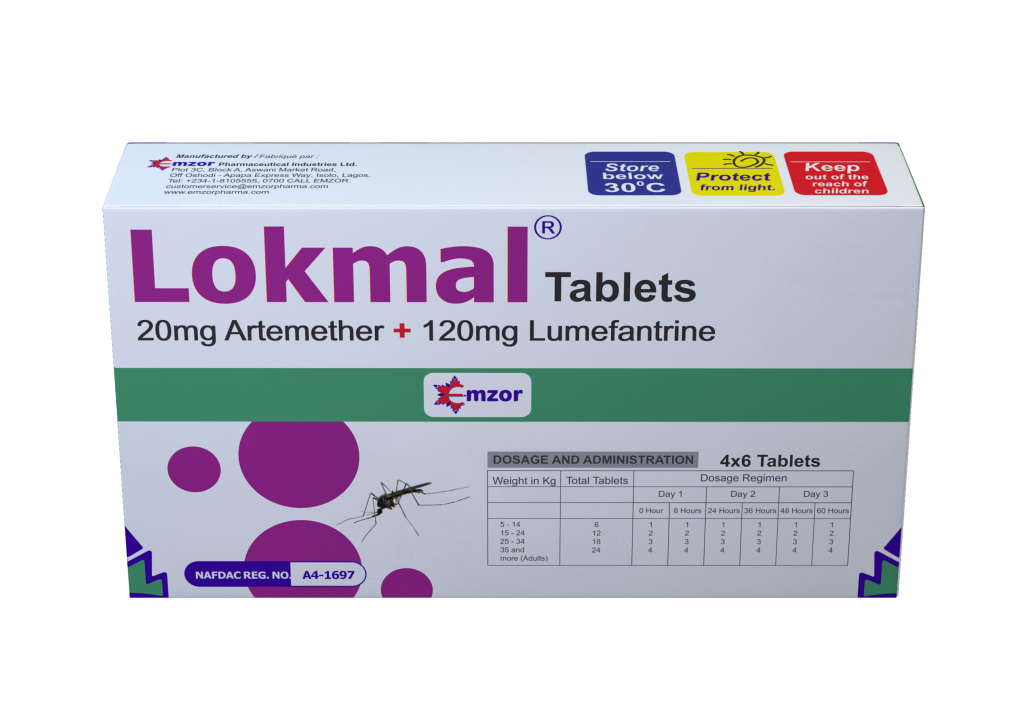 Manufactured by / Fabriqué par :
Emzor Pharmaceutical Industries Ltd.
Plot 3C, Block A, Aswani Market Road,
Off Oshodi - Apapa Express Way, Isolo, Lagos.
Tel: +234-1-8105555, 0700 CALL EMZOR.
customerservice@emzorpharma.com
www.emzorpharma.com
Store
below
30°C
Protect
from light.
Keep
out of the
reach of
children
Lokmal® Tablets
20mg Artemether + 120mg Lumefantrine
Emzor
DOSAGE AND ADMINISTRATION 4x6 Tablets
Weight in Kg Total Tablets Dosage Regimen
Day 1 Day 2 Day 3
0 Hour 8 Hours 24 Hours 36 Hours 48 Hours 60 Hours
5 - 14 6 1 1 1 1 1 1
15 - 24 12 2 2 2 2 2 2
25 - 34 18 3 3 3 3 3 3
35 and 24 4 4 4 4 4 4
more (Adults)
NAFDAC REG. NO. A4-1697